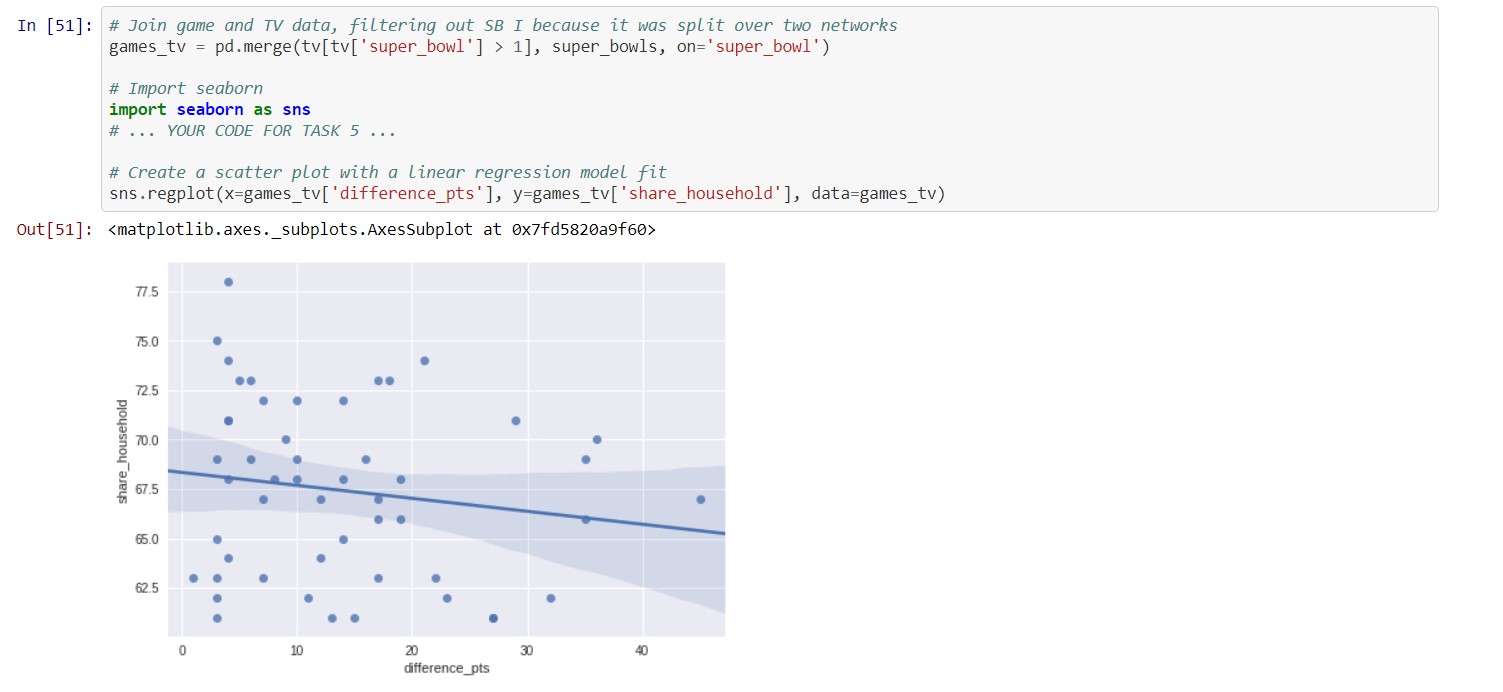 In [51]: # Join game and TV data, filtering out SB I because it was split over two networks
games_tv = pd.merge(tv[tv['super_bowl'] > 1], super_bowls, on='super_bowl')
# Import seaborn
import seaborn as sns
# ... YOUR CODE FOR TASK 5 ...
# Create a scatter plot with a linear regression model fit
sns.regplot(x=games_tv['difference_pts'], y=games_tv['share_household'], data=games_tv)
Out[51]: <matplotlib.axes._subplots.AxesSubplot at 0x7fd5820a9f60>
77.5
75.0
72.5
70.0
67.5
65.0
62.5
share_household
0 10 20 30 40
difference_pts